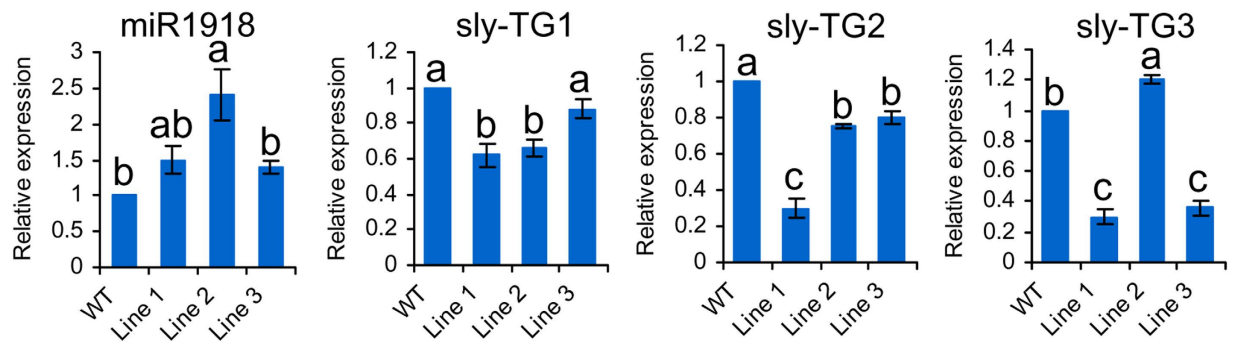 miR1918
Relative expression
3
2.5
2
1.5
1
0.5
0
b
ab
a
b
WT
Line 1
Line 2
Line 3
sly-TG1
Relative expression
1.2
1
0.8
0.6
0.4
0.2
0
a
b
b
a
WT
Line 1
Line 2
Line 3
sly-TG2
Relative expression
1.2
1
0.8
0.6
0.4
0.2
0
a
c
b
b
WT
Line 1
Line 2
Line 3
sly-TG3
Relative expression
1.4
1.2
1
0.8
0.6
0.4
0.2
0
b
c
a
c
WT
Line 1
Line 2
Line 3